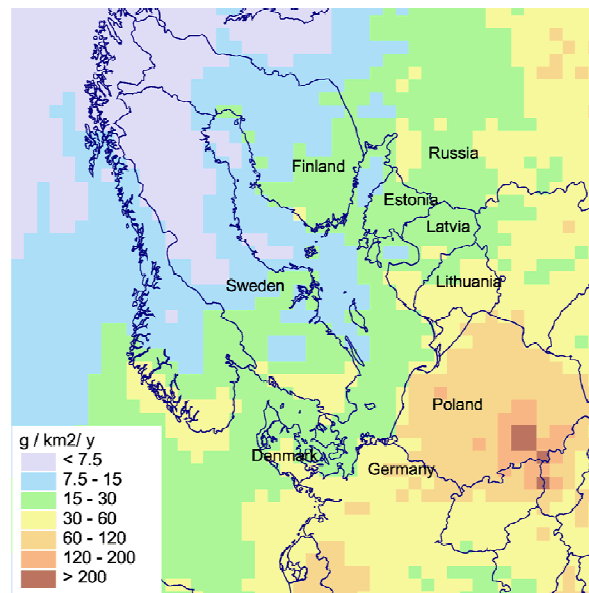 Finland
Russia
Estonia
Latvia
Sweden
Lithuania
Poland
Denmark
Germany
g / km2/ y
< 7.5
7.5 - 15
15 - 30
30 - 60
60 - 120
120 - 200
> 200